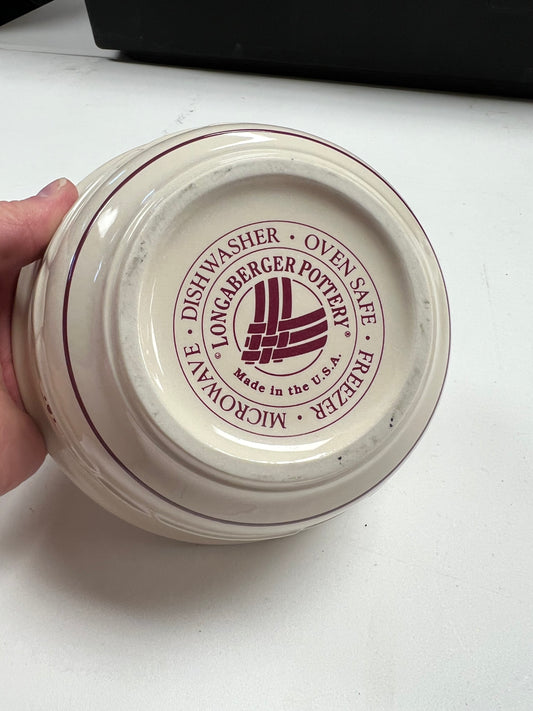 MICROWAVE · DISHWASHER · OVEN SAFE · FREEZER ·
© LONGABERGER POTTERY ®
Made in the U.S.A.